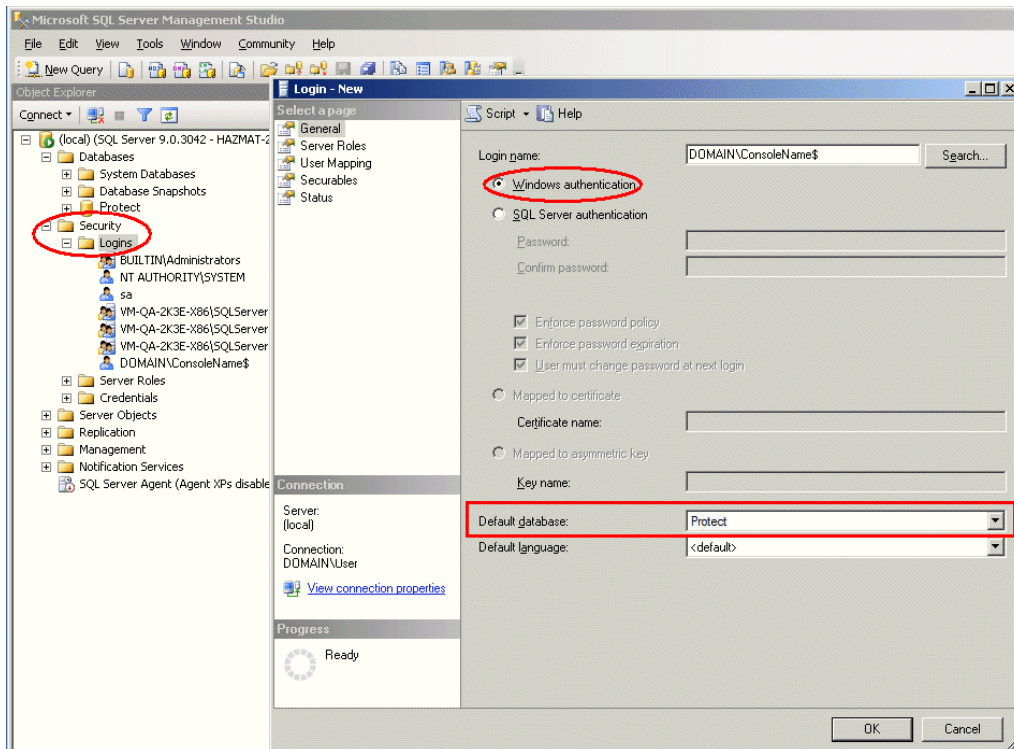 Microsoft SQL Server Management Studio
File Edit View Tools Window Community Help
New Query
Object Explorer
Connect
(local) (SQL Server 9.0.3042 - HAZMAT-2
Databases
System Databases
Database Snapshots
Protect
Security
Logins
BUILTIN\Administrators
NT AUTHORITY\SYSTEM
sa
VM-QA-2K3E-X86\SQLServer
VM-QA-2K3E-X86\SQLServer
VM-QA-2K3E-X86\SQLServer
DOMAIN\ConsoleName$
Server Roles
Credentials
Server Objects
Replication
Management
Notification Services
SQL Server Agent (Agent XPs disable
Login - New
Select a page
General
Server Roles
User Mapping
Securables
Status
Connection
Server:
(local)
Connection:
DOMAIN\User
View connection properties
Progress
Ready
Script Help
Login name: DOMAIN\ConsoleName$ Search...
Windows authentication
SQL Server authentication
Password:
Confirm password:
Enforce password policy
Enforce password expiration
User must change password at next login
Mapped to certificate
Certificate name:
Mapped to asymmetric key
Key name:
Default database: Protect
Default language: <default>
OK Cancel